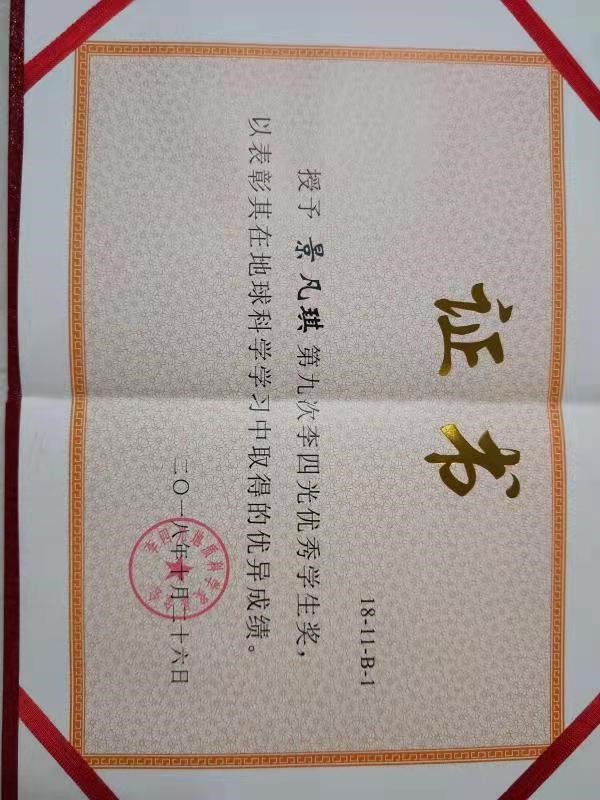 证书
18-11-B-1
授予 景凡琪 第九次李四光优秀学生奖，
以表彰其在地球科学学习中取得的优异成绩。
二〇一八年十月二十六日